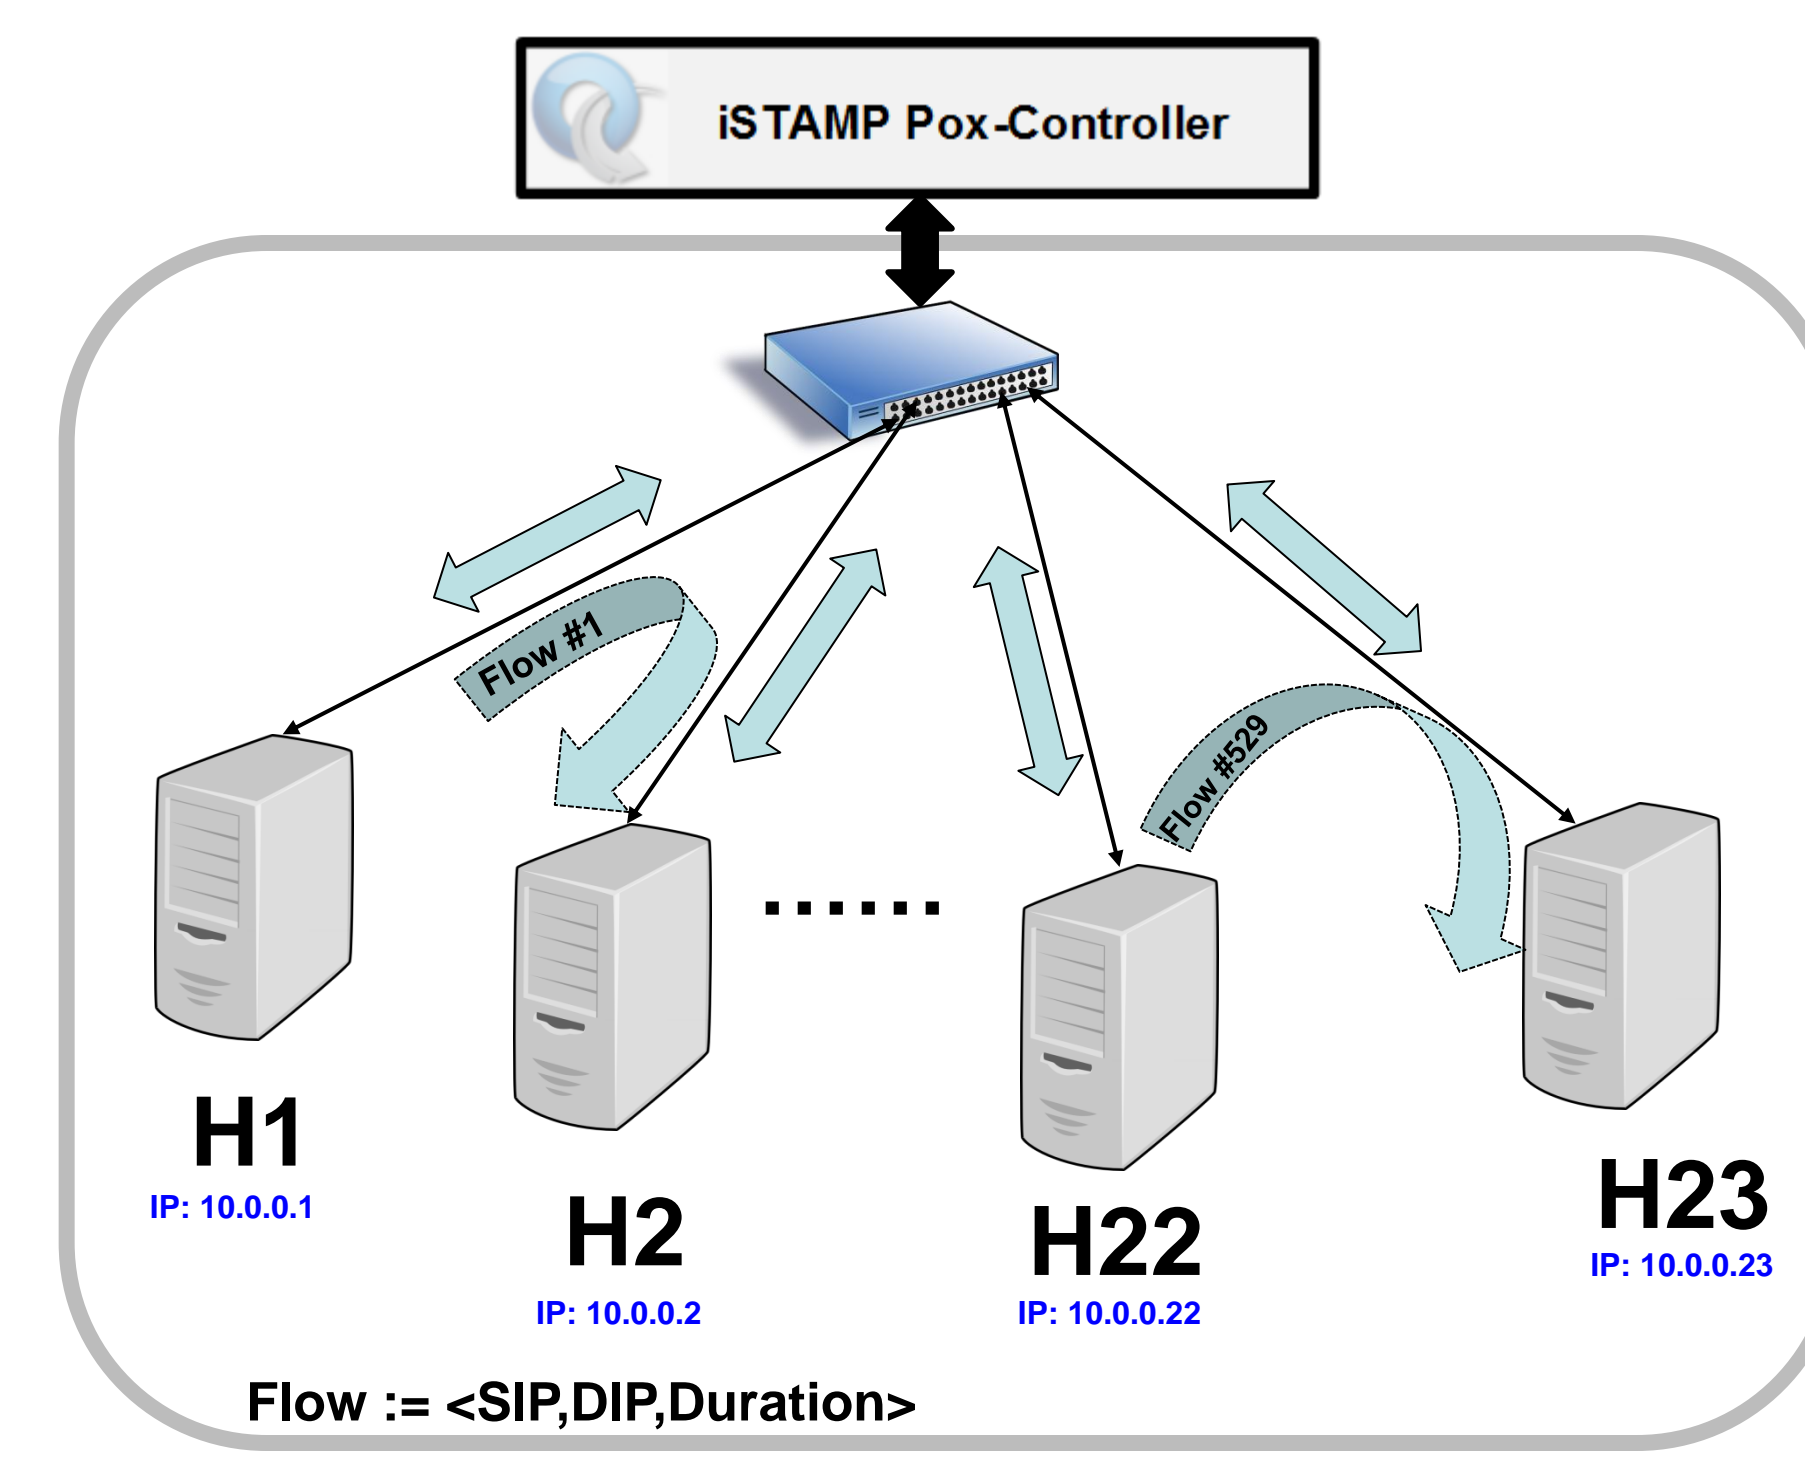 iSTAMP Pox-Controller
Flow #1
Flow #529
H1
IP: 10.0.0.1
H2
IP: 10.0.0.2
H22
IP: 10.0.0.22
H23
IP: 10.0.0.23
......
Flow := <SIP,DIP,Duration>